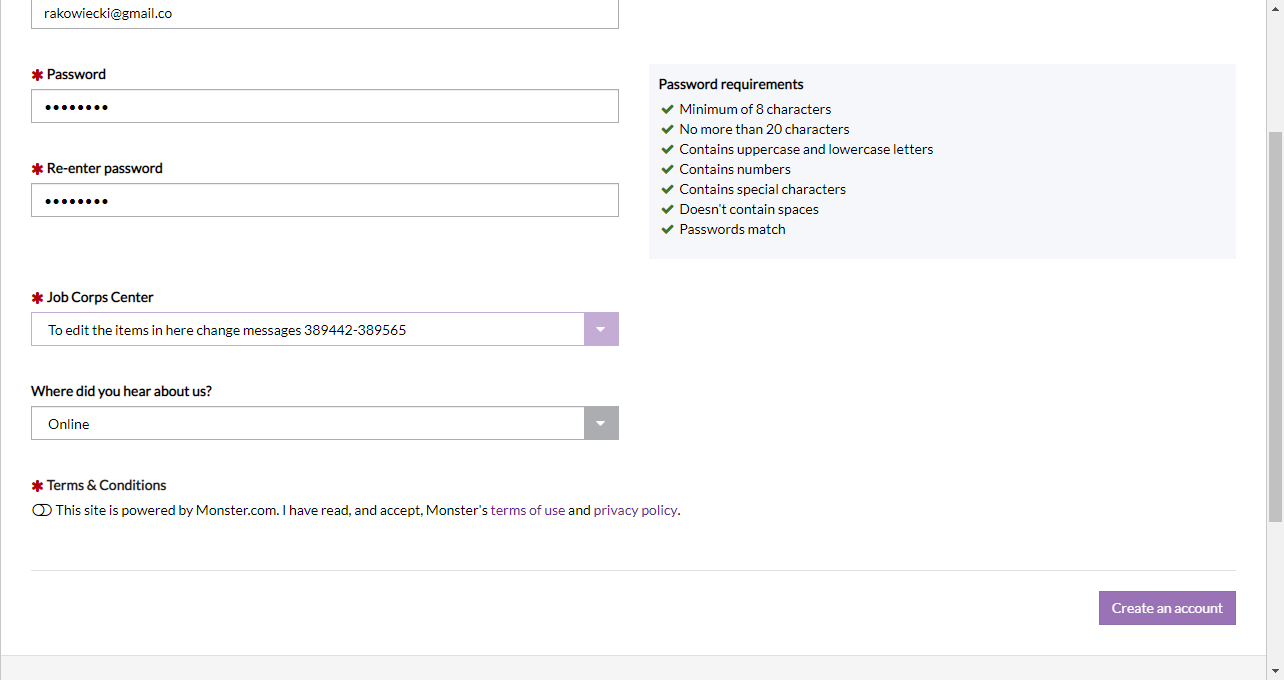 rakowiecki@gmail.co
✱ Password
••••••••
✱ Re-enter password
••••••••
Password requirements
✔ Minimum of 8 characters
✔ No more than 20 characters
✔ Contains uppercase and lowercase letters
✔ Contains numbers
✔ Contains special characters
✔ Doesn't contain spaces
✔ Passwords match
✱ Job Corps Center
To edit the items in here change messages 389442-389565
Where did you hear about us?
Online
✱ Terms & Conditions
This site is powered by Monster.com. I have read, and accept, Monster's terms of use and privacy policy.
Create an account